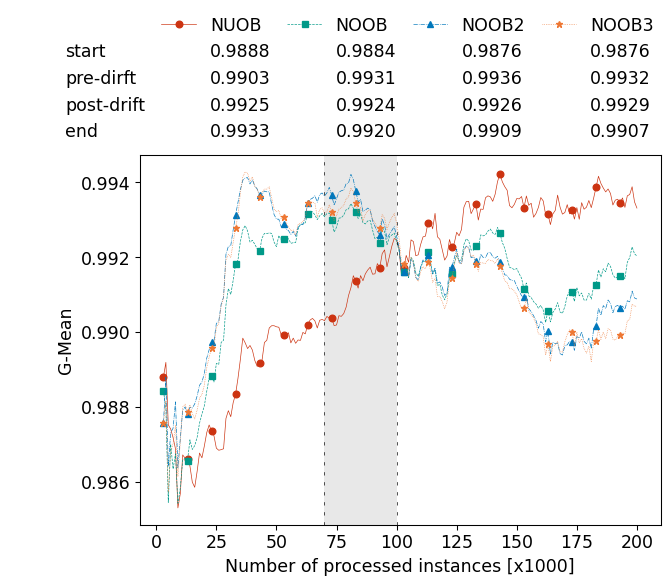 NUOB NOOB NOOB2 NOOB3
start 0.9888 0.9884 0.9876 0.9876
pre-dirft 0.9903 0.9931 0.9936 0.9932
post-drift 0.9925 0.9924 0.9926 0.9929
end 0.9933 0.9920 0.9909 0.9907
0.994
0.992
0.990
0.988
0.986
G-Mean
0 25 50 75 100 125 150 175 200
Number of processed instances [x1000]